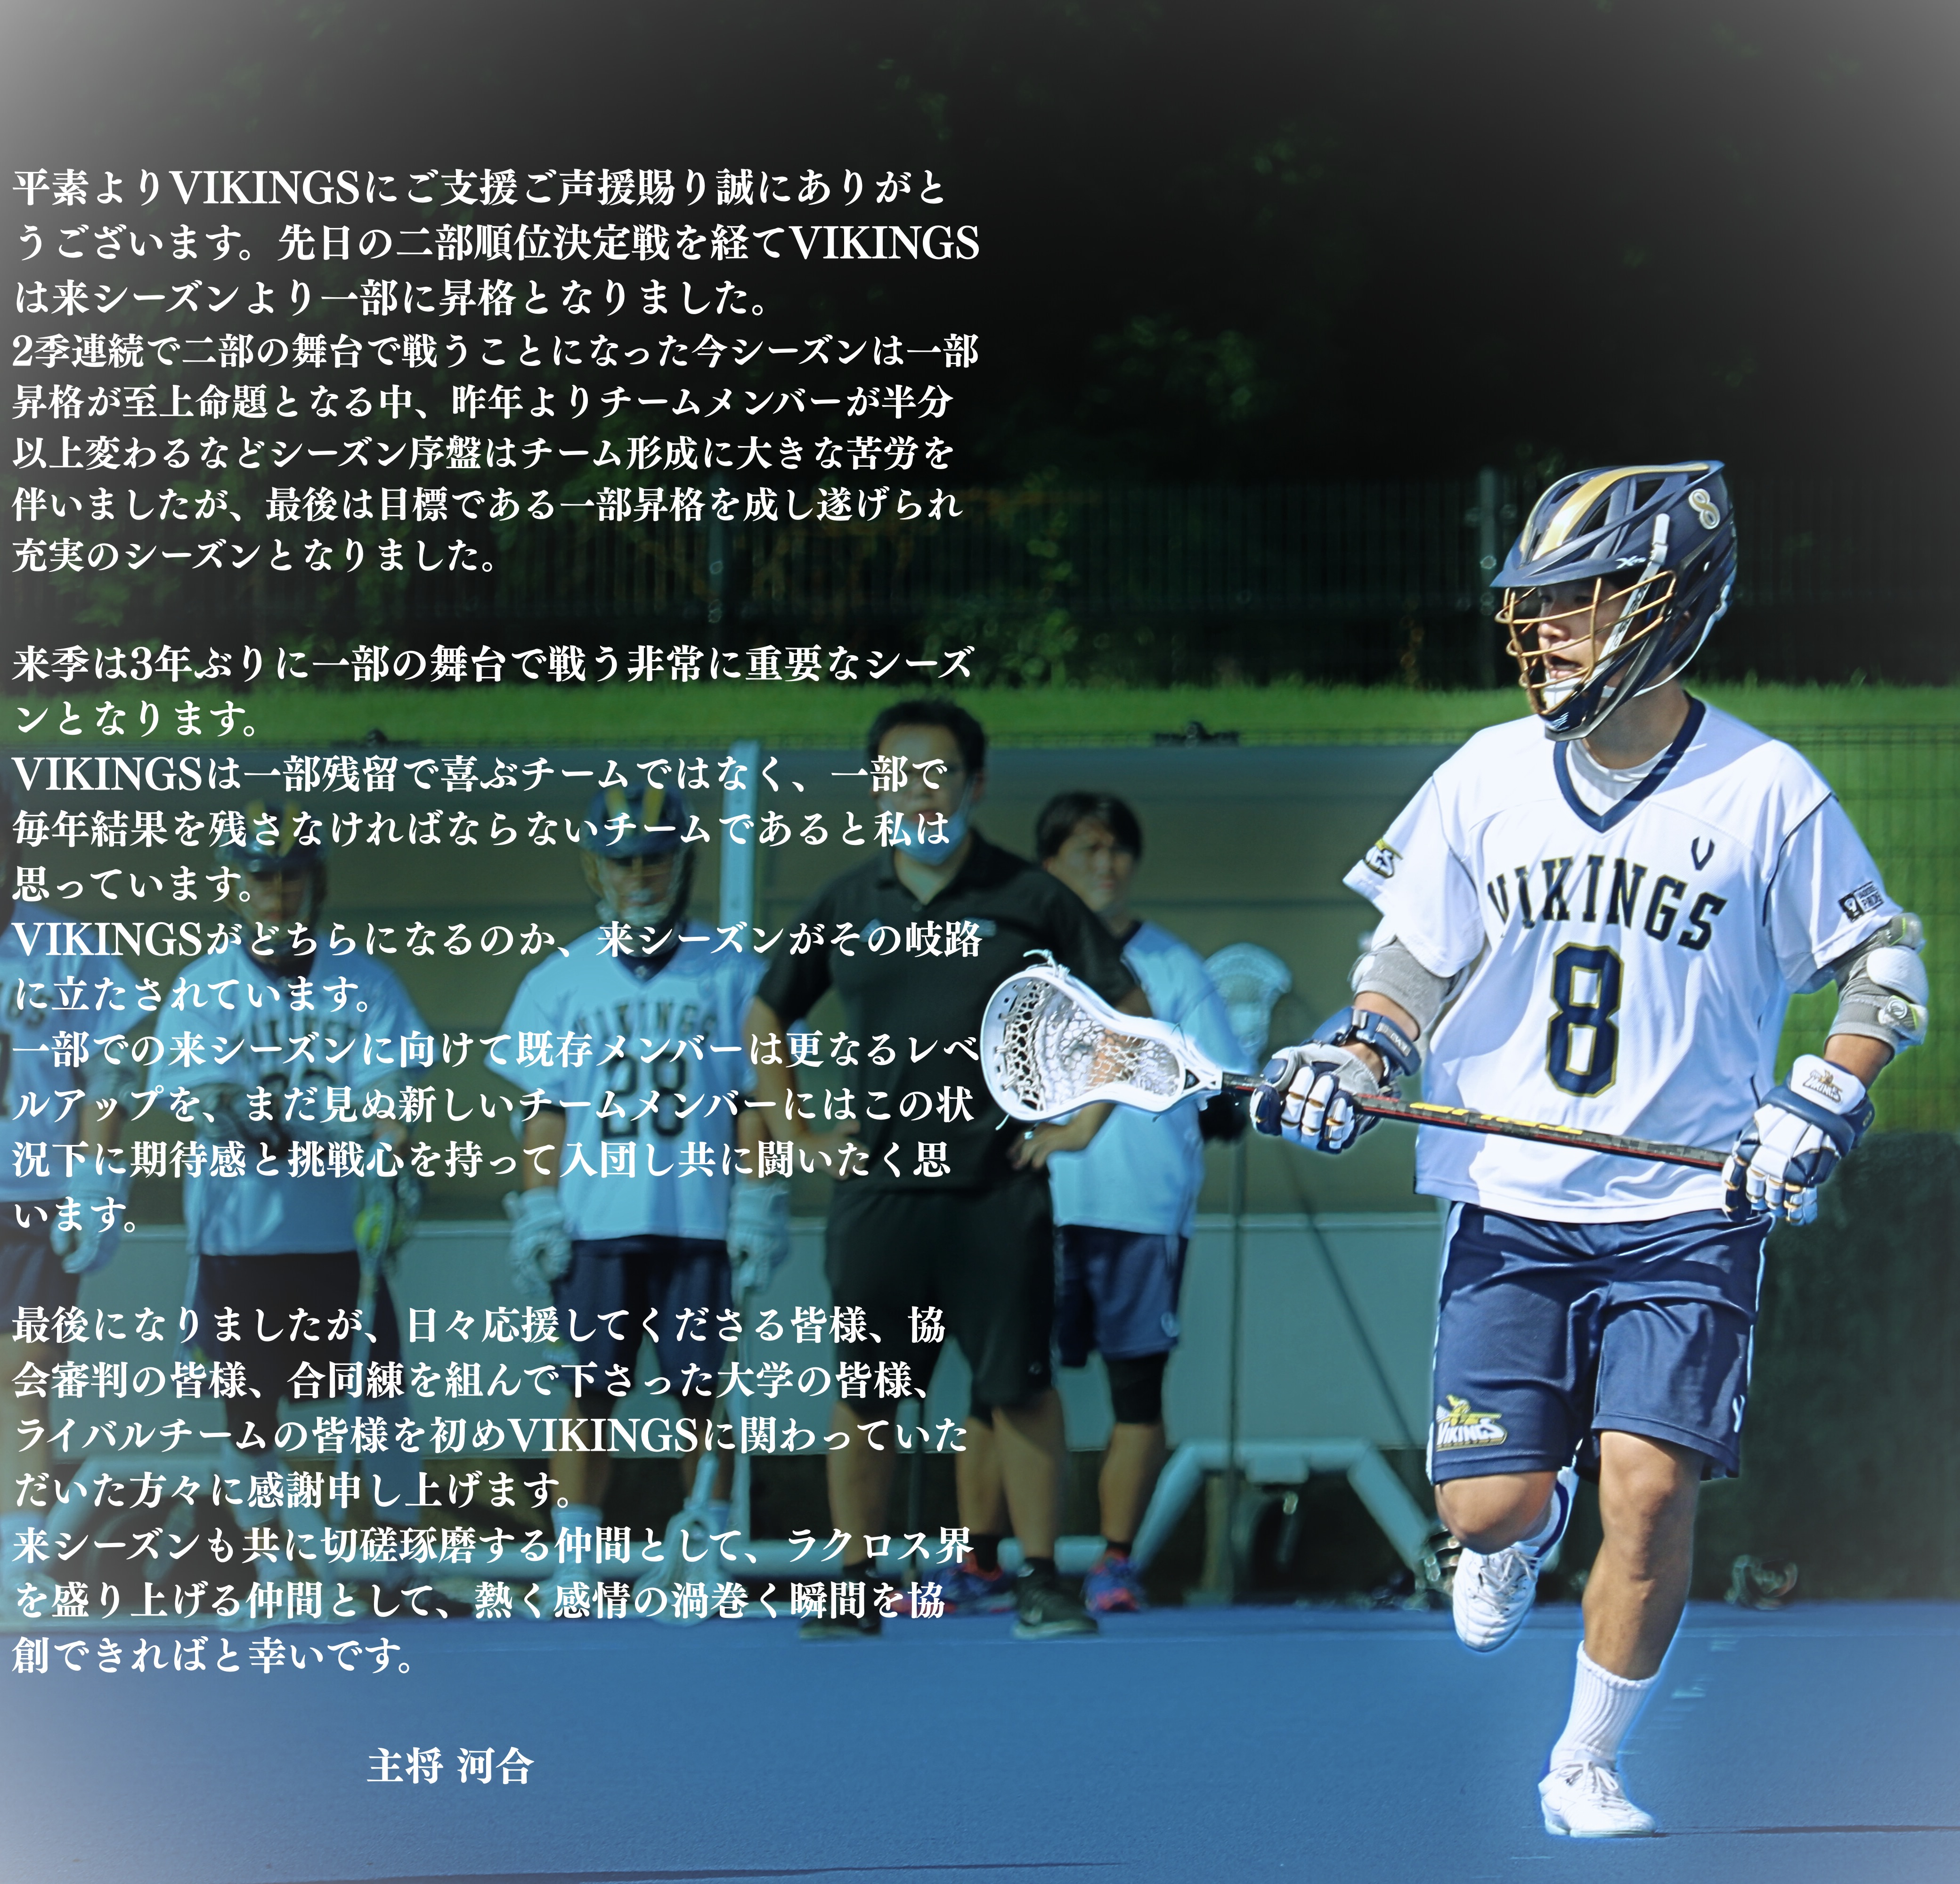 平素よりVIKINGSにご支援ご声援賜り誠にありがと
うございます。先日の二部順位決定戦を経てVIKINGS
は来シーズンより一部に昇格となりました。
2季連続で二部の舞台で戦うことになった今シーズンは一部
昇格が至上命題となる中、昨年よりチームメンバーが半分
以上変わるなどシーズン序盤はチーム形成に大きな苦労を
伴いましたが、最後は目標である一部昇格を成し遂げられ
充実のシーズンとなりました。
来季は3年ぶりに一部の舞台で戦う非常に重要なシーズ
ンとなります。
VIKINGSは一部残留で喜ぶチームではなく、一部で
毎年結果を残さなければならないチームであると私は
思っています。
VIKINGSがどちらになるのか、来シーズンがその岐路
に立たされています。
一部での来シーズンに向けて既存メンバーは更なるレベ
ルアップを、まだ見ぬ新しいチームメンバーにはこの状
況下に期待感と挑戦心を持って入団し共に闘いたく思
います。
最後になりましたが、日々応援してくださる皆様、協
会審判の皆様、合同練を組んで下さった大学の皆様、
ライバルチームの皆様を初めVIKINGSに関わっていた
だいた方々に感謝申し上げます。
来シーズンも共に切磋琢磨する仲間として、ラクロス界
を盛り上げる仲間として、熱く感情の渦巻く瞬間を協
創できればと幸いです。
主将 河合
8
VIKINGS
8
VIKINGS
VIKINGS
28